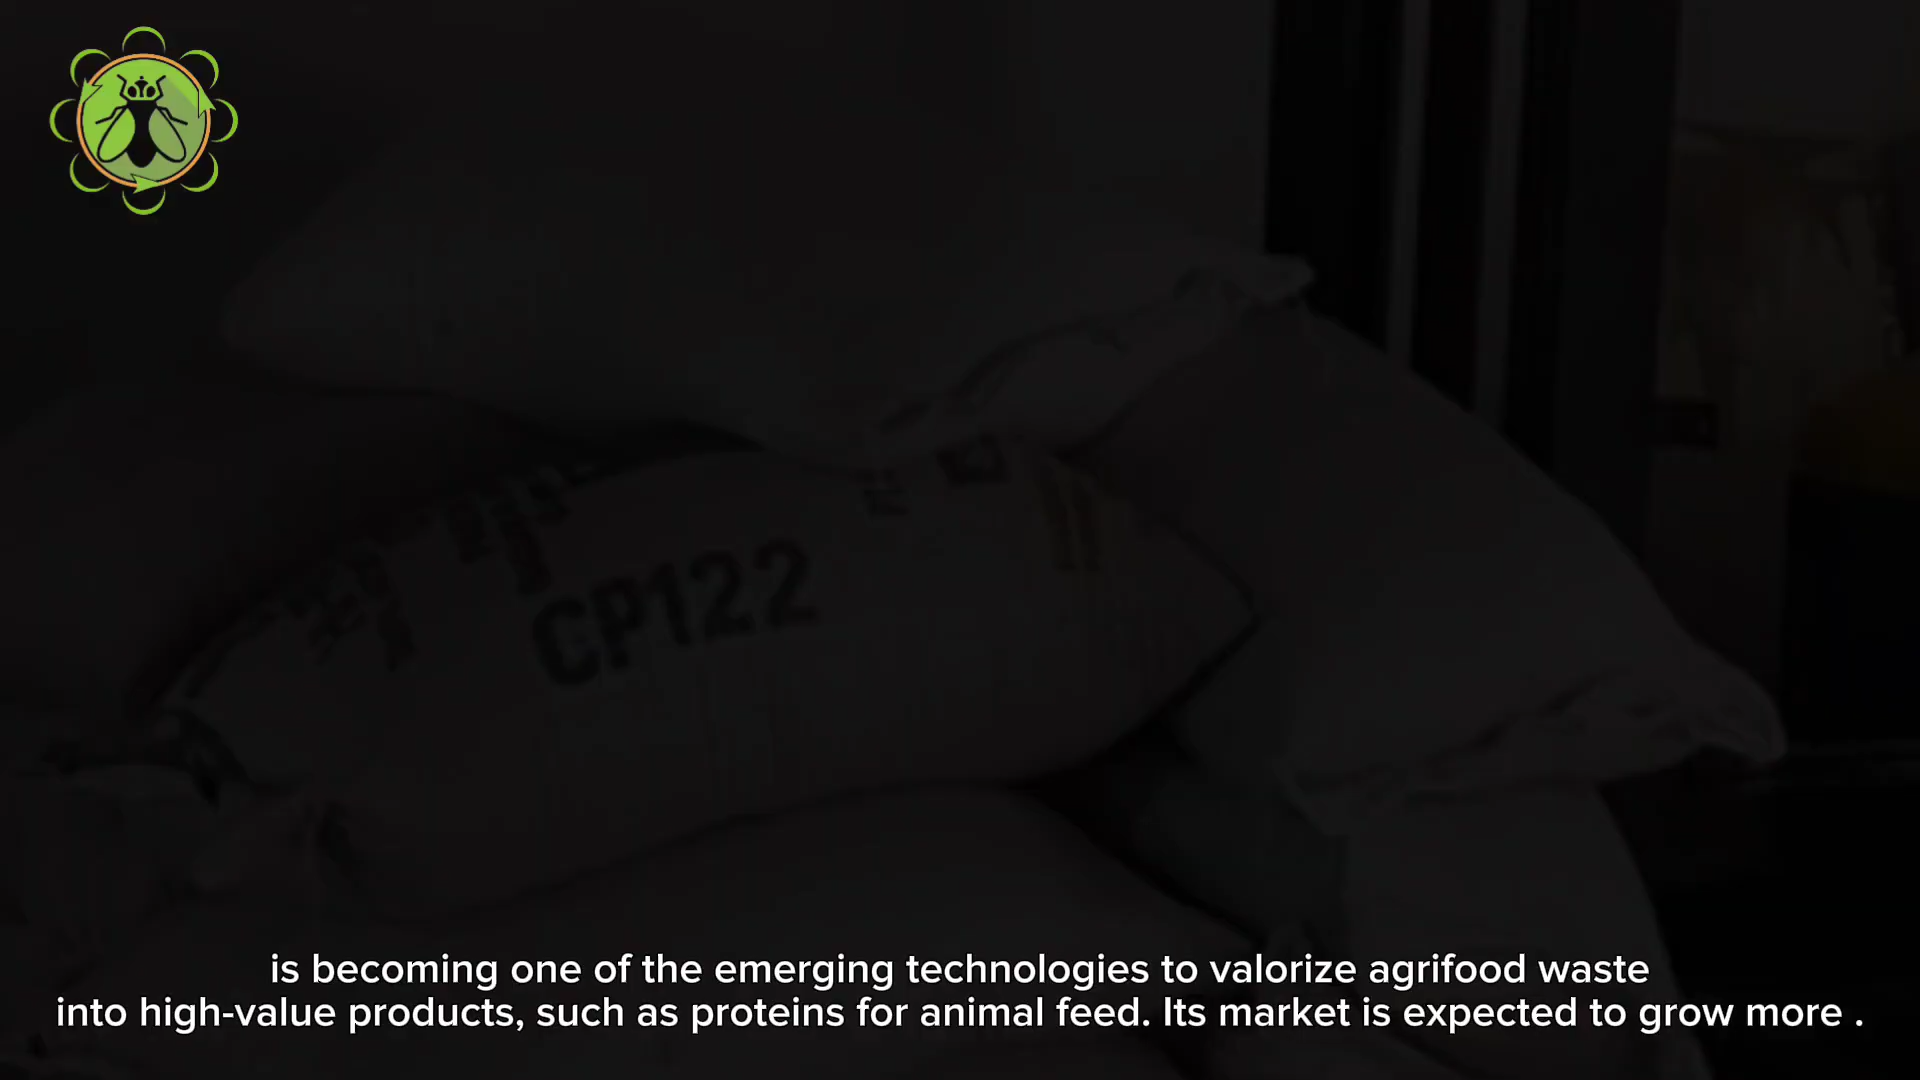 CP122
is becoming one of the emerging technologies to valorize agrifood waste
into high-value products, such as proteins for animal feed. Its market is expected to grow more .